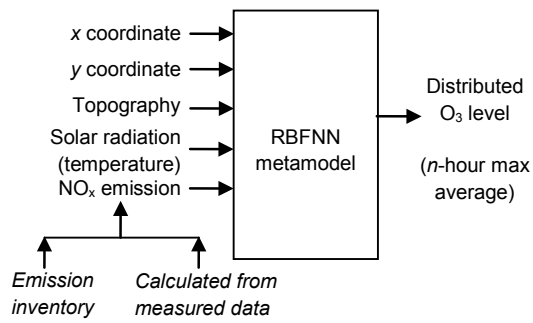 x coordinate
y coordinate
Topography
Solar radiation
(temperature)
NOx emission
RBFNN
metamodel
Distributed
O3 level
(n-hour max
average)
Emission
inventory
Calculated from
measured data